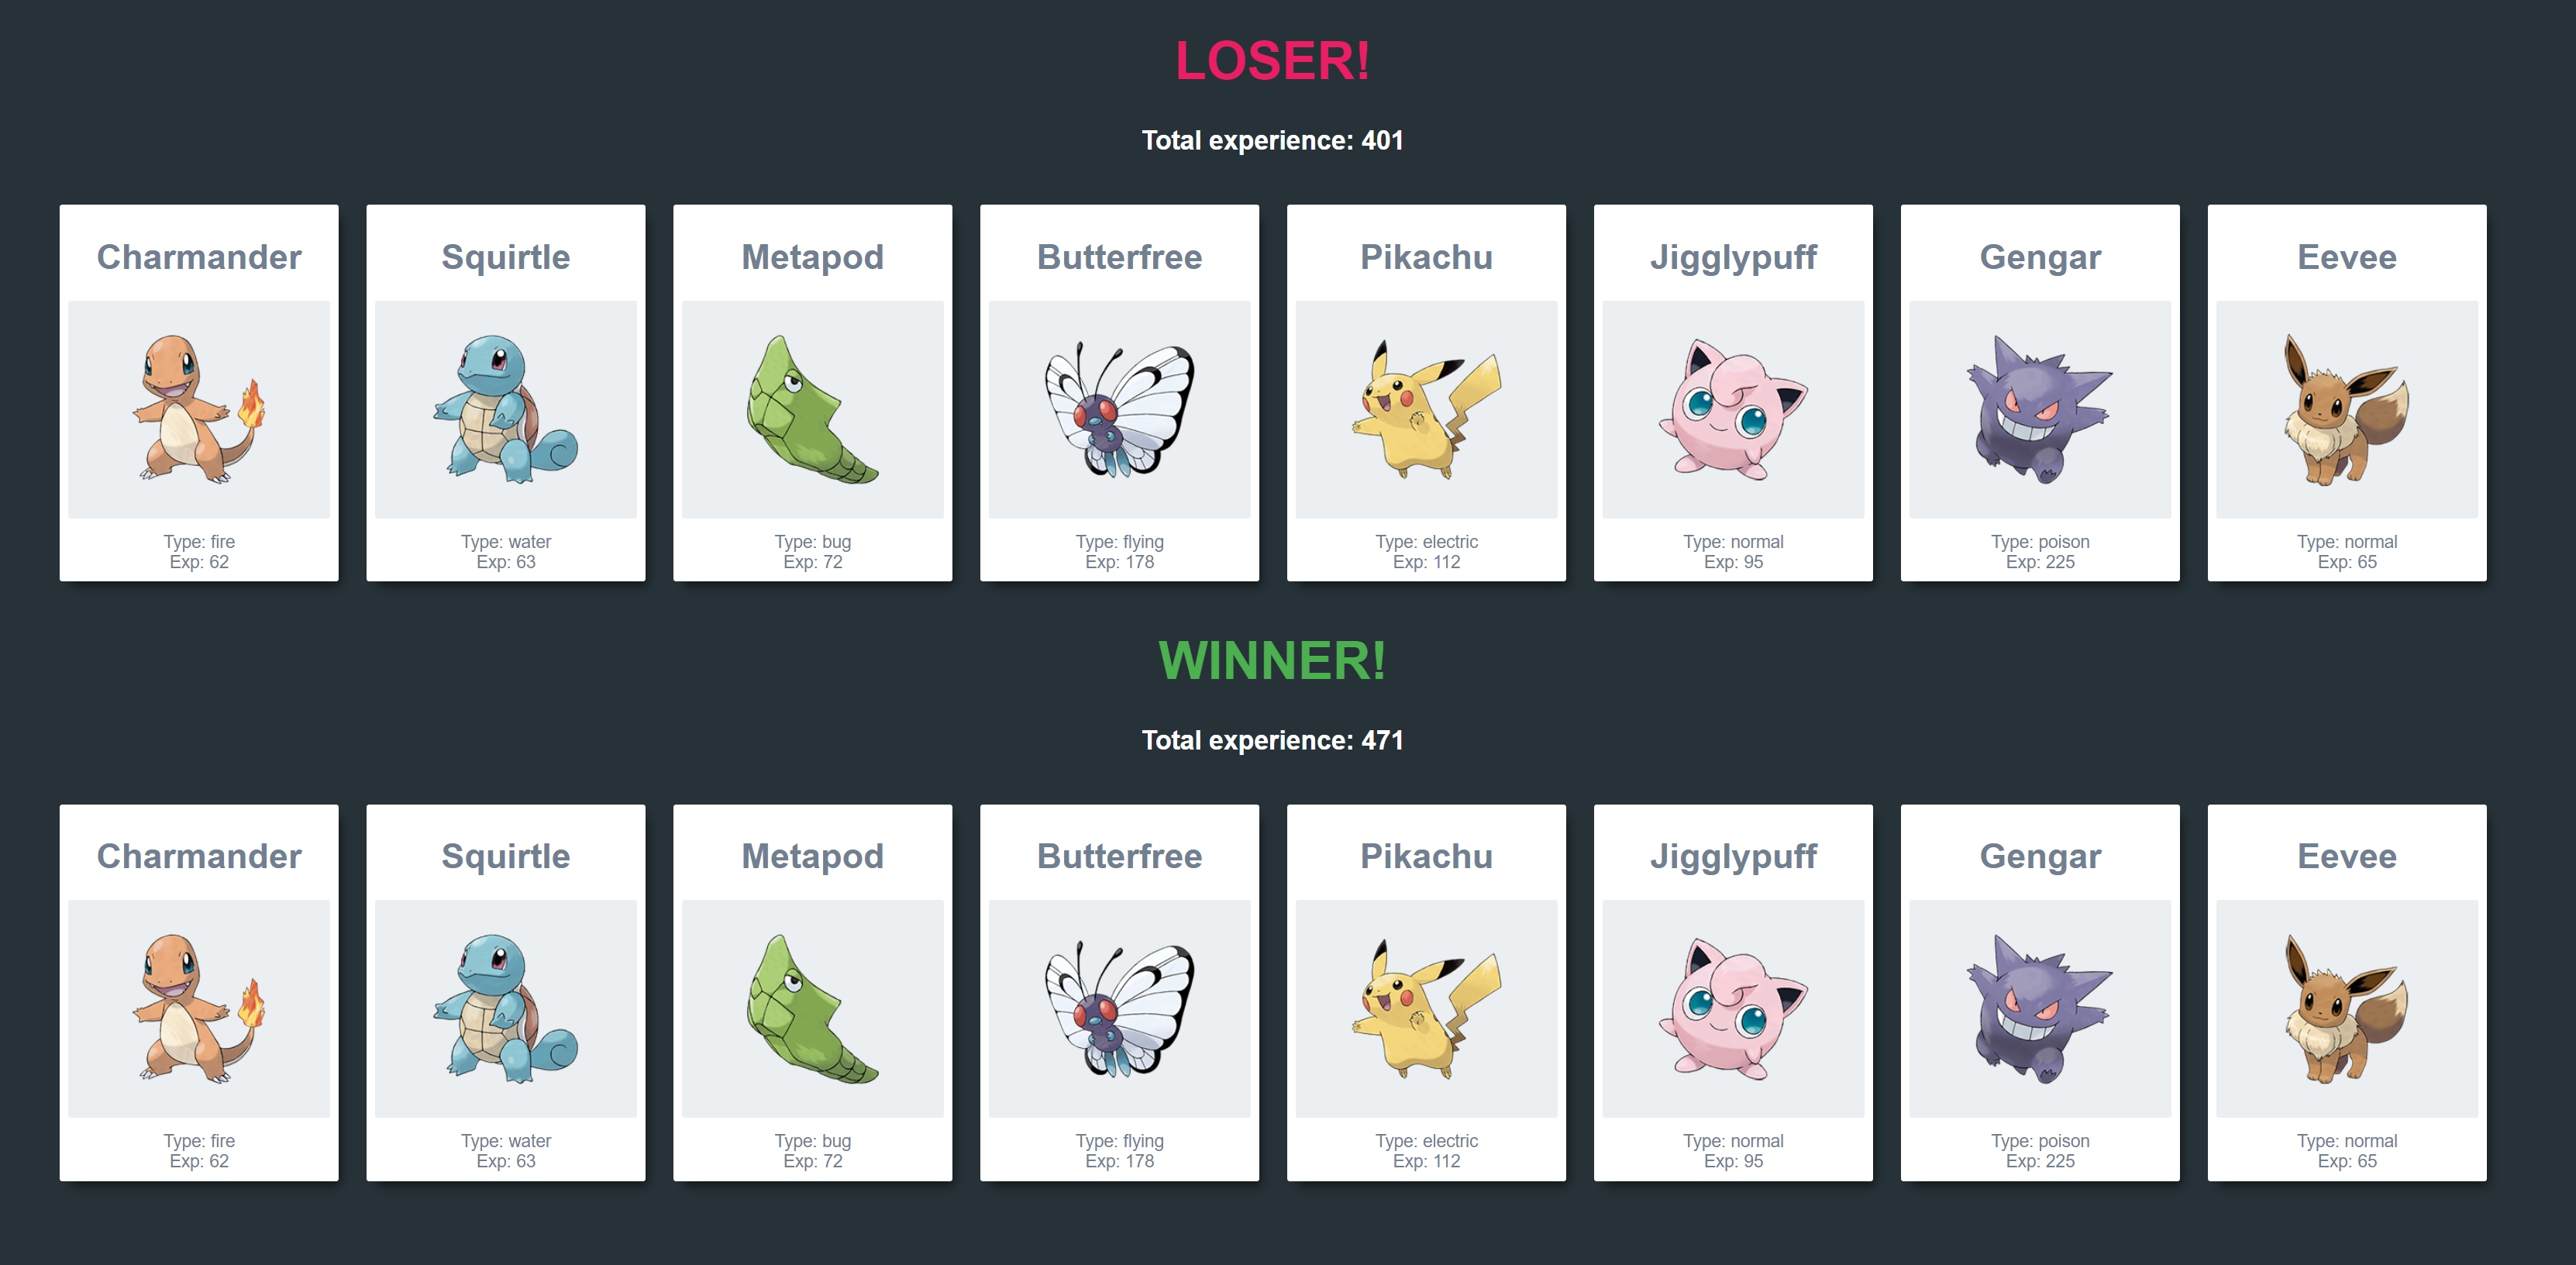 LOSER!
Total experience: 401
Charmander
Type: fire
Exp: 62
Squirtle
Type: water
Exp: 63
Metapod
Type: bug
Exp: 72
Butterfree
Type: flying
Exp: 178
Pikachu
Type: electric
Exp: 112
Jigglypuff
Type: normal
Exp: 95
Gengar
Type: poison
Exp: 225
Eevee
Type: normal
Exp: 65
WINNER!
Total experience: 471
Charmander
Type: fire
Exp: 62
Squirtle
Type: water
Exp: 63
Metapod
Type: bug
Exp: 72
Butterfree
Type: flying
Exp: 178
Pikachu
Type: electric
Exp: 112
Jigglypuff
Type: normal
Exp: 95
Gengar
Type: poison
Exp: 225
Eevee
Type: normal
Exp: 65